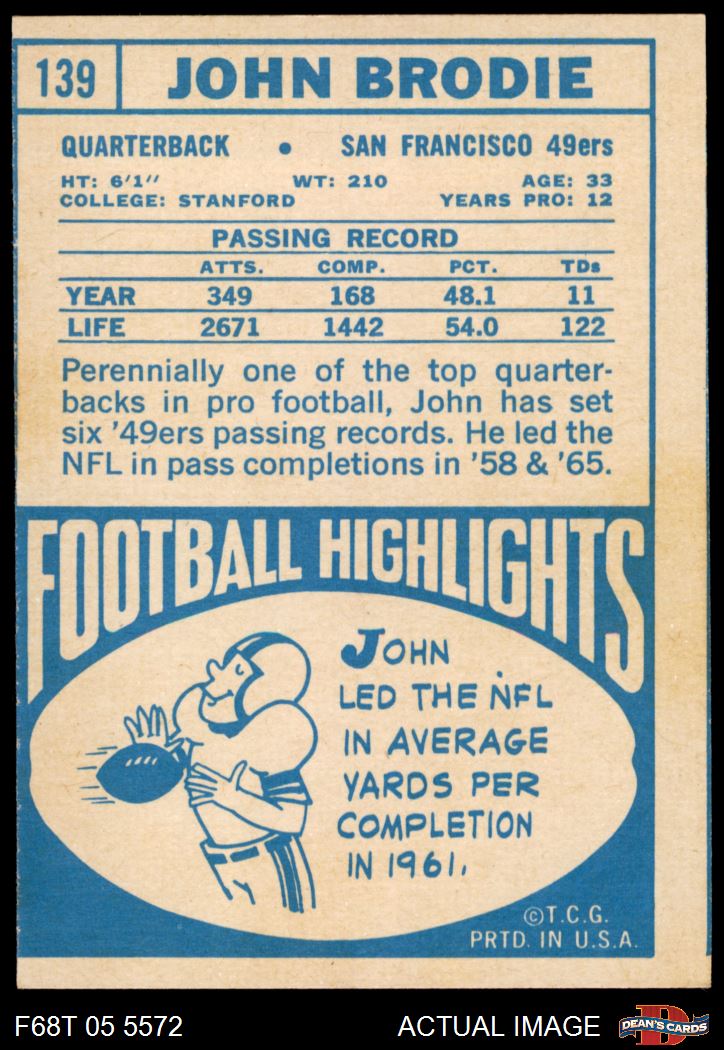 139 JOHN BRODIE
QUARTERBACK • SAN FRANCISCO 49ers
HT: 6'1" WT: 210 AGE: 33
COLLEGE: STANFORD YEARS PRO: 12
PASSING RECORD
ATTS. COMP. PCT. TDs
YEAR 349 168 48.1 11
LIFE 2671 1442 54.0 122
Perennially one of the top quarter-
backs in pro football, John has set
six '49ers passing records. He led the
NFL in pass completions in '58 & '65.
FOOTBALL HIGHLIGHTS
JOHN
LED THE NFL
IN AVERAGE
YARDS PER
COMPLETION
IN 1961.
©T.C.G.
PRTD. IN U.S.A.
F68T 05 5572 ACTUAL IMAGE D DEAN'S CARDS